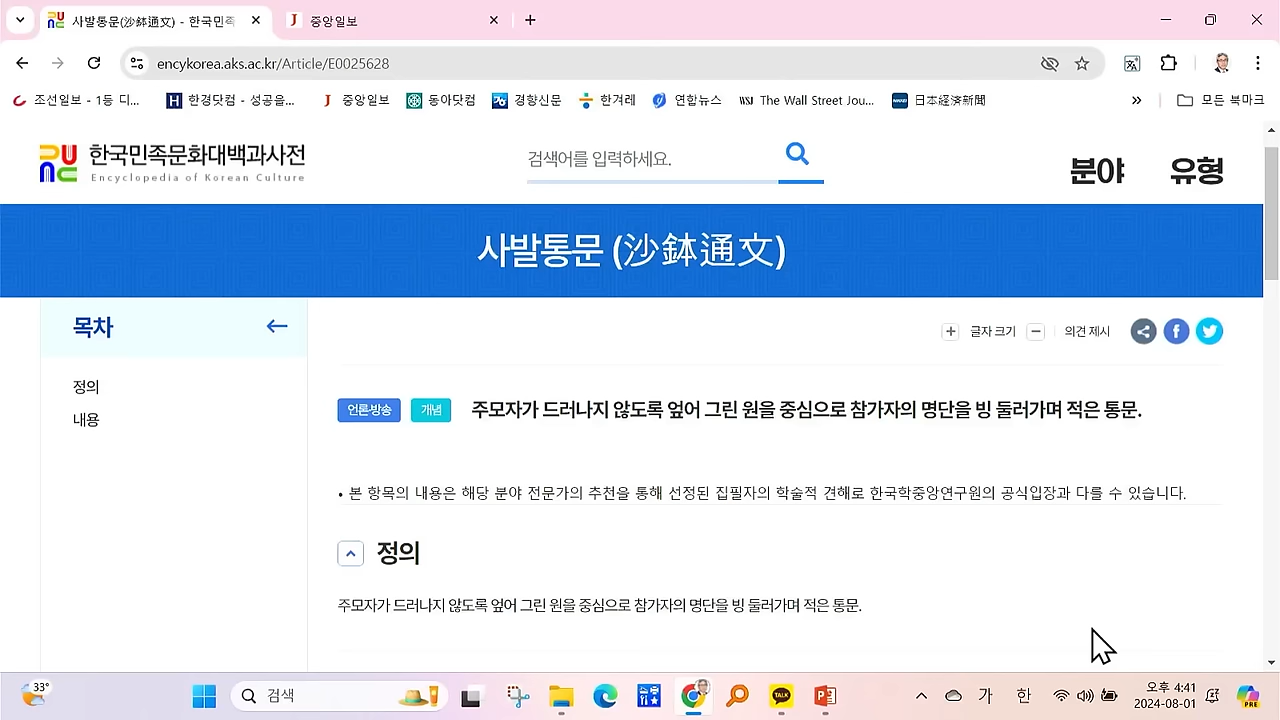 사발통문(沙鉢通文) - 한국민족
중앙일보
encykorea.aks.ac.kr/Article/E0025628
조선일보 - 1등 디...
한경닷컴 - 성공을...
중앙일보
동아닷컴
경향신문
한겨레
연합뉴스
WSJ The Wall Street Jou...
日本経済新聞
모든 북마크
한국민족문화대백과사전
Encyclopedia of Korean Culture
검색어를 입력하세요.
분야
유형
사발통문 (沙鉢通文)
목차
정의
내용
글자 크기
의견 제시
언론·방송
개념
주모자가 드러나지 않도록 엎어 그린 원을 중심으로 참가자의 명단을 빙 둘러가며 적은 통문.
• 본 항목의 내용은 해당 분야 전문가의 추천을 통해 선정된 집필자의 학술적 견해로 한국학중앙연구원의 공식입장과 다를 수 있습니다.
정의
주모자가 드러나지 않도록 엎어 그린 원을 중심으로 참가자의 명단을 빙 둘러가며 적은 통문.
33°
검색
TALK
가
한
오후 4:41
2024-08-01
PRE